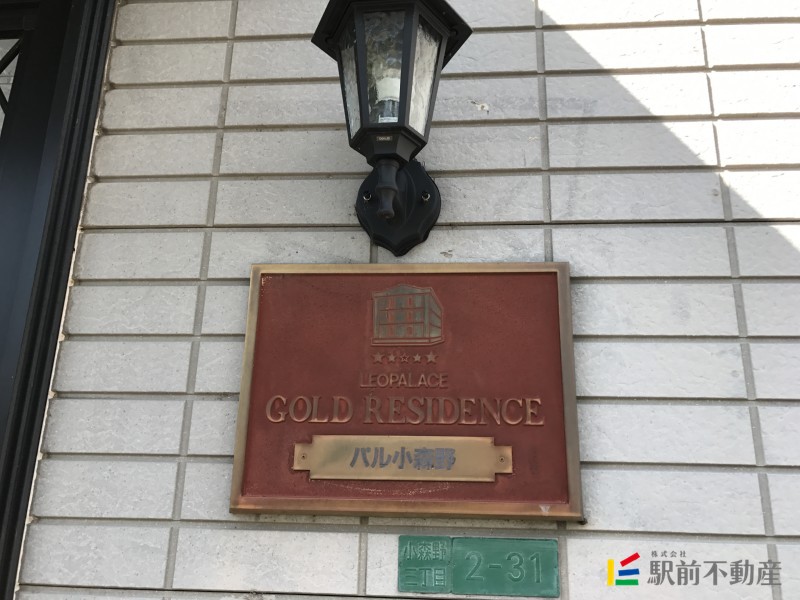 LEOPALACE
GOLD RESIDENCE
パル小森野
小森野
二丁目
2-31
株式会社
駅前不動産